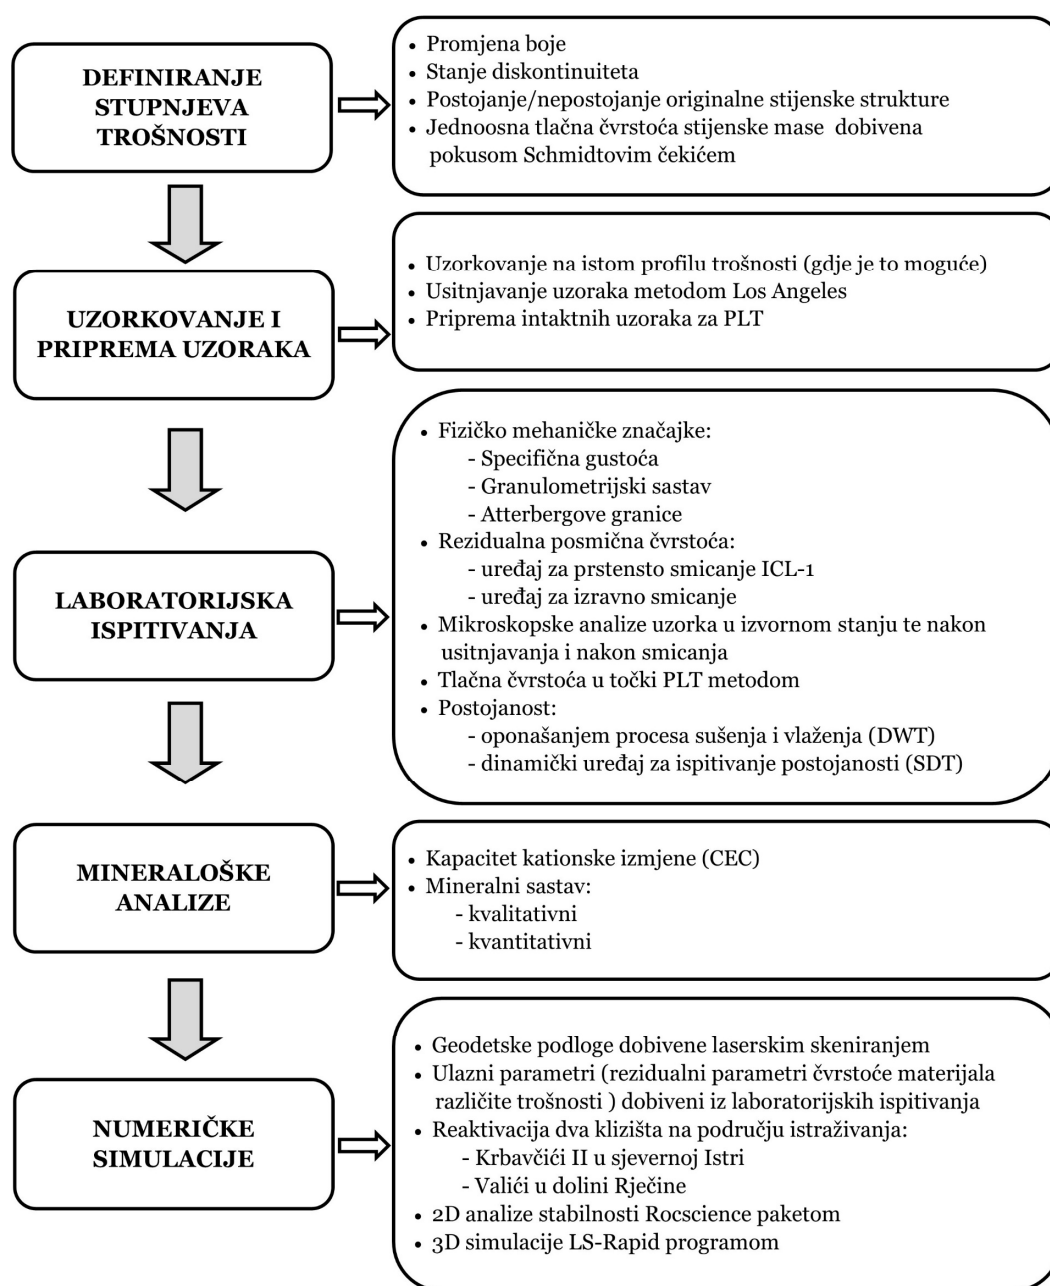 DEFINIRANJE
STUPNJEVA
TROŠNOSTI
• Promjena boje
• Stanje diskontinuiteta
• Postojanje/nepostojanje originalne stijenske strukture
• Jednoosna tlačna čvrstoća stijenske mase dobivena
pokusom Schmidtovim čekićem
UZORKOVANJE I
PRIPREMA UZORAKA
• Uzorkovanje na istom profilu trošnosti (gdje je to moguće)
• Usitnjavanje uzoraka metodom Los Angeles
• Priprema intaktnih uzoraka za PLT
LABORATORIJSKA
ISPITIVANJA
• Fizičko mehaničke značajke:
- Specifična gustoća
- Granulometrijski sastav
- Atterbergove granice
• Rezidualna posmična čvrstoća:
- uređaj za prstensto smicanje ICL-1
- uređaj za izravno smicanje
• Mikroskopske analize uzorka u izvornom stanju te nakon
usitnjavanja i nakon smicanja
• Tlačna čvrstoća u točki PLT metodom
• Postojanost:
- oponašanjem procesa sušenja i vlaženja (DWT)
- dinamički uređaj za ispitivanje postojanosti (SDT)
MINERALOŠKE
ANALIZE
• Kapacitet kationske izmjene (CEC)
• Mineralni sastav:
- kvalitativni
- kvantitativni
NUMERIČKE
SIMULACIJE
• Geodetske podloge dobivene laserskim skeniranjem
• Ulazni parametri (rezidualni parametri čvrstoće materijala
različite trošnosti ) dobiveni iz laboratorijskih ispitivanja
• Reaktivacija dva klizišta na području istraživanja:
- Krbavčići II u sjevernoj Istri
- Valići u dolini Rječine
• 2D analize stabilnosti Rocscience paketom
• 3D simulacije LS-Rapid programom